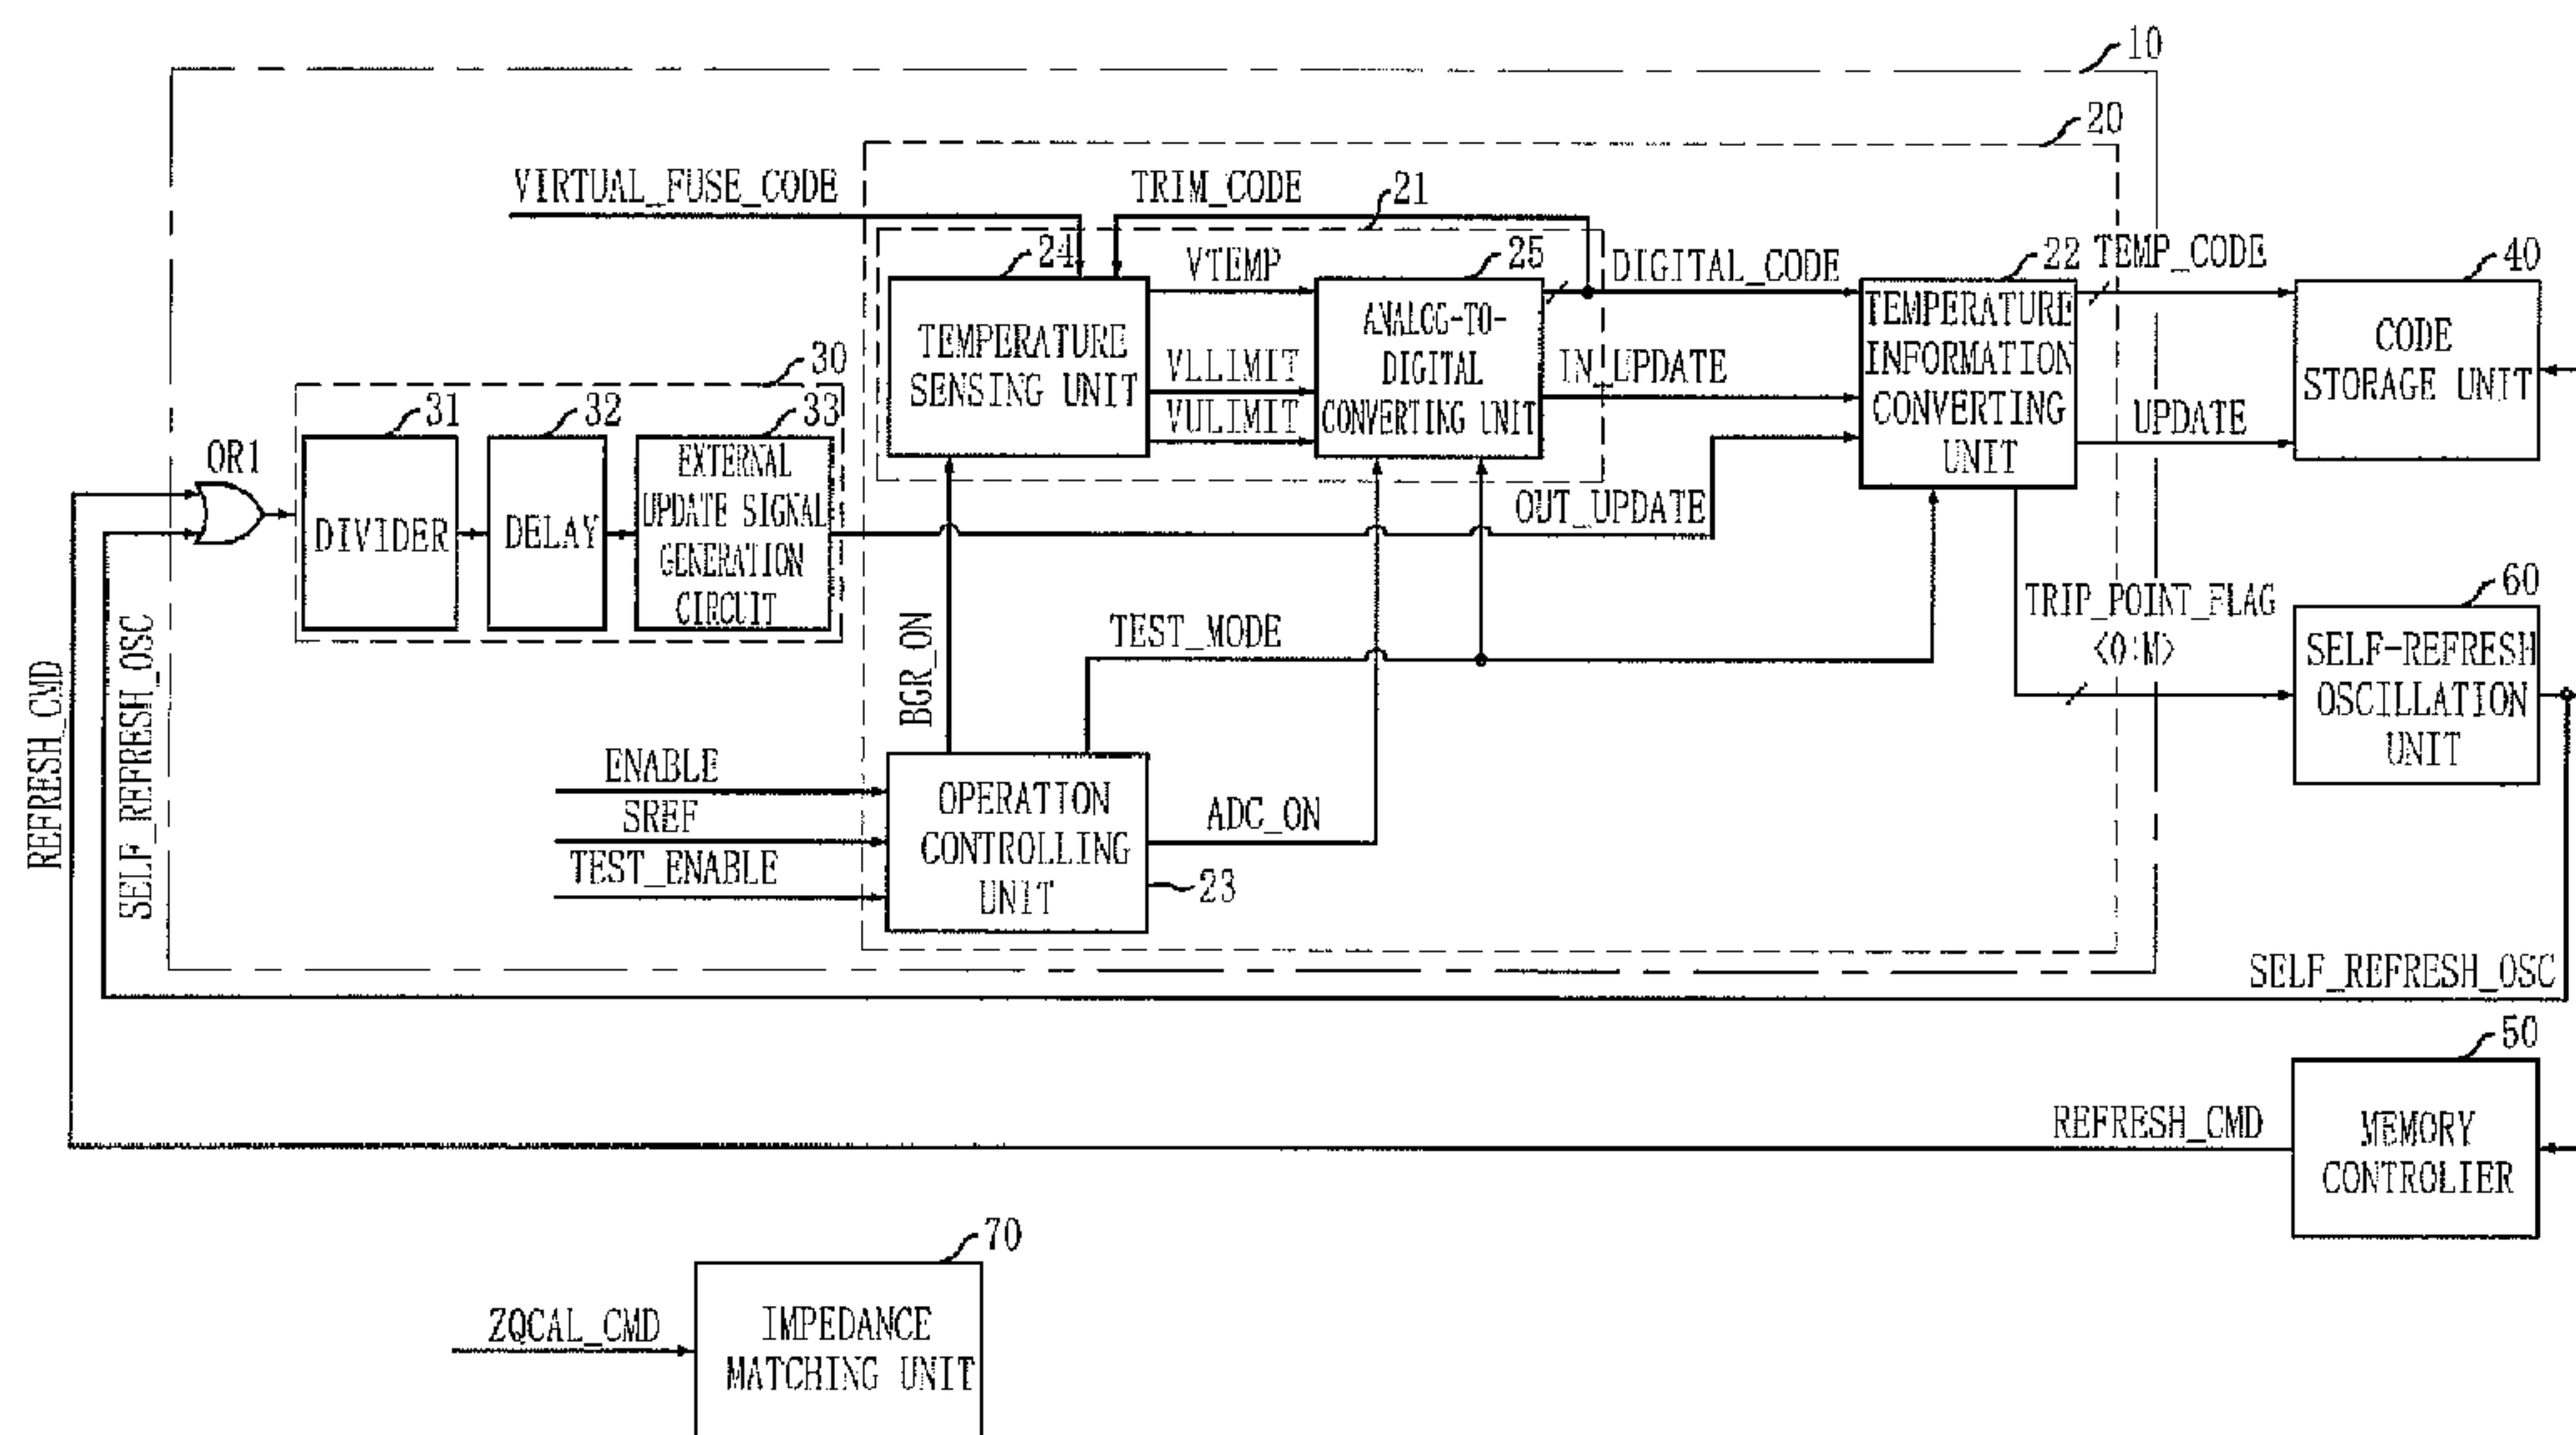 10
20
VIRTUAL_FUSE_CODE
TRIM_CODE
21
24
VTEMP
25
DIGITAL_CODE
22
TEMP_CODE
40
TEMPERATURE
SENSING UNIT
VLLIMIT
VULIMIT
ANALOG-TO-
DIGITAL
CONVERTING UNIT
IN_UPDATE
TEMPERATURE
INFORMATION
CONVERTING
UNIT
UPDATE
CODE
STORAGE UNIT
30
31
32
33
OR1
DIVIDER
DELAY
EXTERNAL
UPDATE SIGNAL
GENERATION
CIRCUIT
OUT_UPDATE
BGR_ON
TEST_MODE
TRIP_POINT_FLAG
<0:M>
60
SELF-REFRESH
OSCILLATION
UNIT
REFRESH_CMD
SELF_REFRESH_OSC
ENABLE
SREF
TEST_ENABLE
OPERATION
CONTROLLING
UNIT
ADC_ON
23
SELF_REFRESH_OSC
50
REFRESH_CMD
MEMORY
CONTROLIER
70
ZQCAL_CMD
IMPEDANCE
MATCHING UNIT